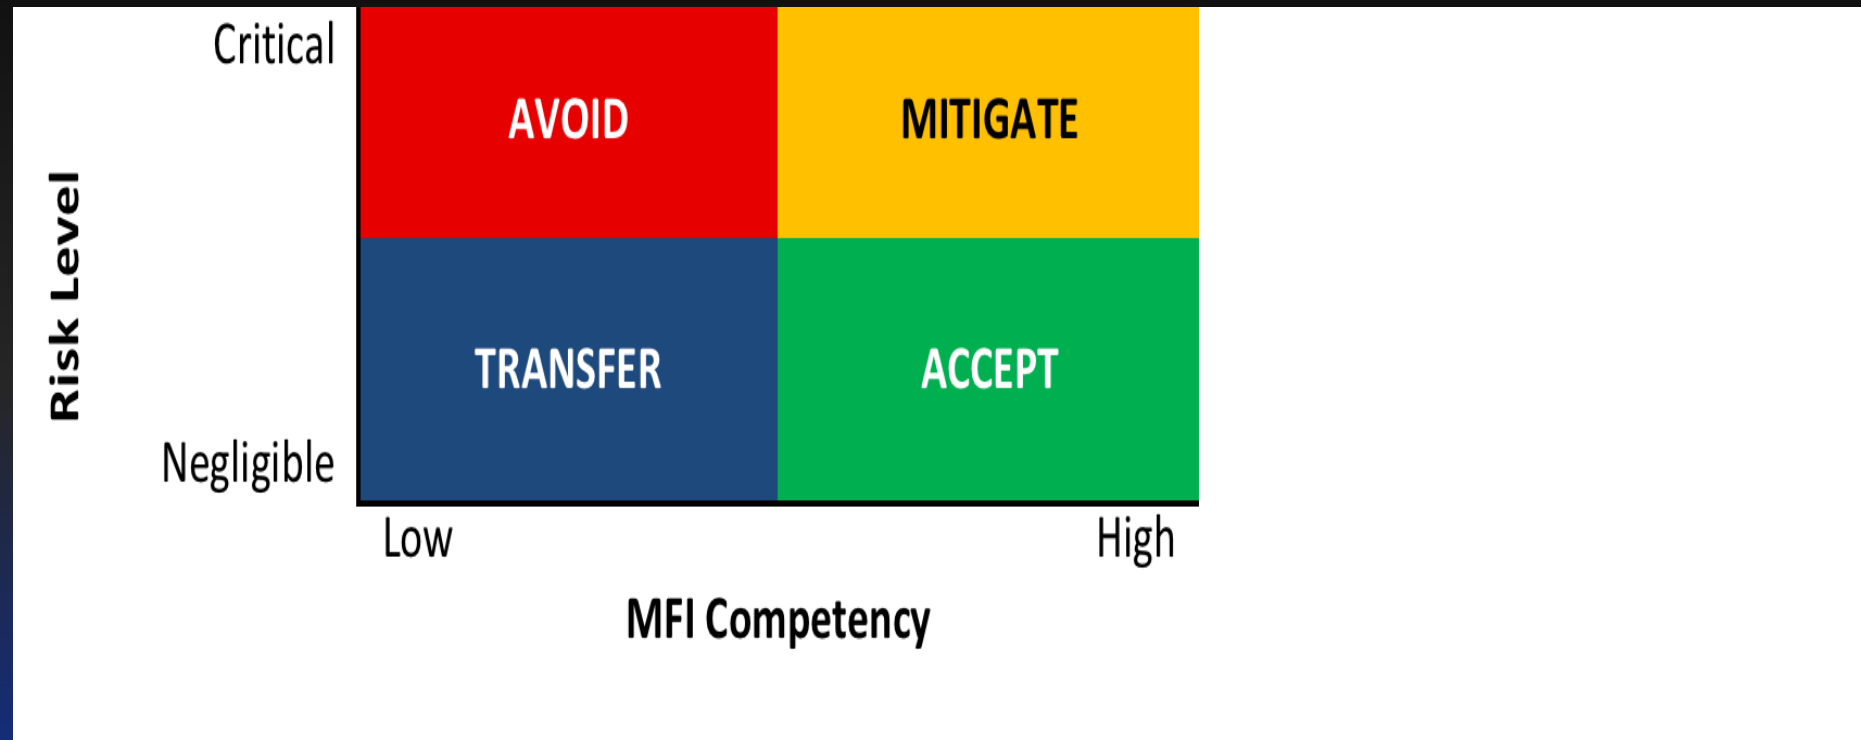 Critical
AVOID
MITIGATE
Risk Level
TRANSFER
ACCEPT
Negligible
Low
High
MFI Competency